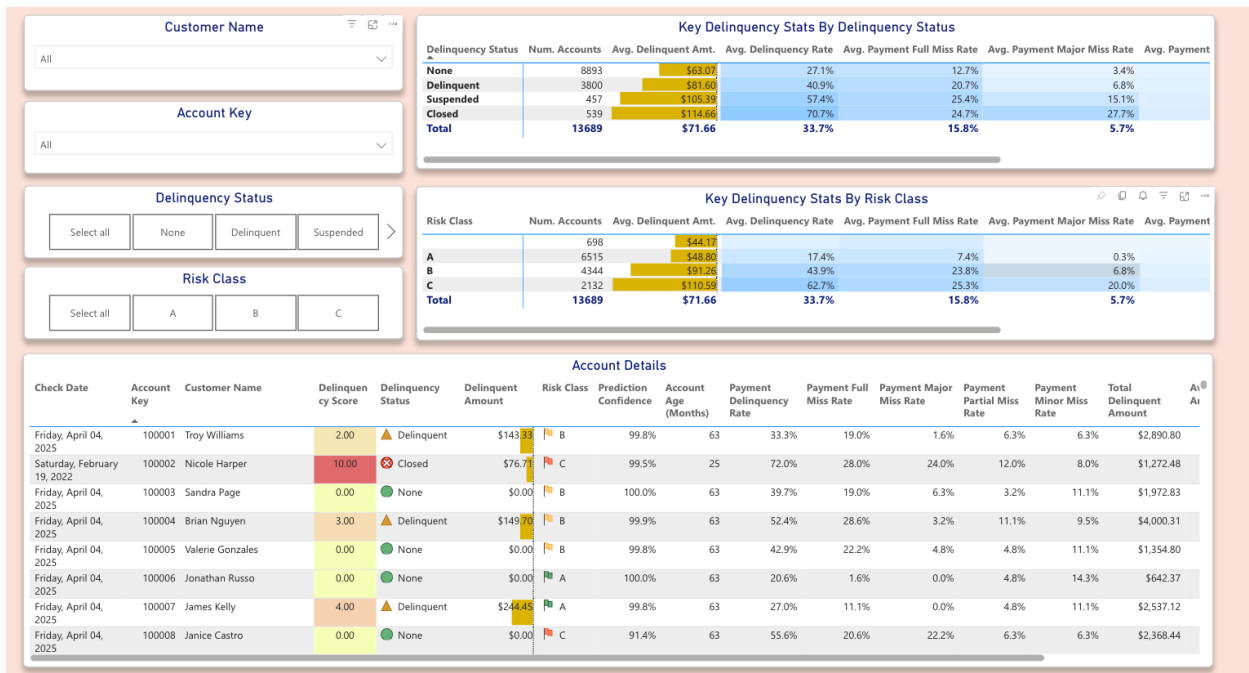 Customer Name
All
Account Key
All
Delinquency Status
Select all None Delinquent Suspended
Risk Class
Select all A B C
Key Delinquency Stats By Delinquency Status
Delinquency Status Num. Accounts Avg. Delinquent Amt. Avg. Delinquency Rate Avg. Payment Full Miss Rate Avg. Payment Major Miss Rate Avg. Payment
None 8893 $63.07 27.1% 12.7% 3.4%
Delinquent 3800 $81.60 40.9% 20.7% 6.8%
Suspended 457 $105.39 57.4% 25.4% 15.1%
Closed 539 $114.66 70.7% 24.7% 27.7%
Total 13689 $71.66 33.7% 15.8% 5.7%
Key Delinquency Stats By Risk Class
Risk Class Num. Accounts Avg. Delinquent Amt. Avg. Delinquency Rate Avg. Payment Full Miss Rate Avg. Payment Major Miss Rate Avg. Payment
698 $44.17
A 6515 $48.80 17.4% 7.4% 0.3%
B 4344 $91.26 43.9% 23.8% 6.8%
C 2132 $110.59 62.7% 25.3% 20.0%
Total 13689 $71.66 33.7% 15.8% 5.7%
Account Details
Check Date Account Customer Name Delinquen Delinquency Delinquent Risk Class Prediction Account Payment Payment Full Payment Major Payment Payment Total
Key cy Score Status Amount Confidence Age Delinquency Miss Rate Miss Rate Partial Miss Minor Miss Delinquent
(Months) Rate Rate Rate Amount
Friday, April 04, 100001 Troy Williams 2.00 Delinquent $143.33 B 99.8% 63 33.3% 19.0% 1.6% 6.3% 6.3% $2,890.80
2025
Saturday, February 100002 Nicole Harper 10.00 Closed $76.71 C 99.5% 25 72.0% 28.0% 24.0% 12.0% 8.0% $1,272.48
19, 2022
Friday, April 04, 100003 Sandra Page 0.00 None $0.00 B 100.0% 63 39.7% 19.0% 6.3% 3.2% 11.1% $1,972.83
2025
Friday, April 04, 100004 Brian Nguyen 3.00 Delinquent $149.70 B 99.9% 63 52.4% 28.6% 3.2% 11.1% 9.5% $4,000.31
2025
Friday, April 04, 100005 Valerie Gonzales 0.00 None $0.00 B 99.8% 63 42.9% 22.2% 4.8% 4.8% 11.1% $1,354.80
2025
Friday, April 04, 100006 Jonathan Russo 0.00 None $0.00 A 100.0% 63 20.6% 1.6% 0.0% 4.8% 14.3% $642.37
2025
Friday, April 04, 100007 James Kelly 4.00 Delinquent $244.45 A 99.8% 63 27.0% 11.1% 0.0% 4.8% 11.1% $2,537.12
2025
Friday, April 04, 100008 Janice Castro 0.00 None $0.00 C 91.4% 63 55.6% 20.6% 22.2% 6.3% 6.3% $2,368.44
2025